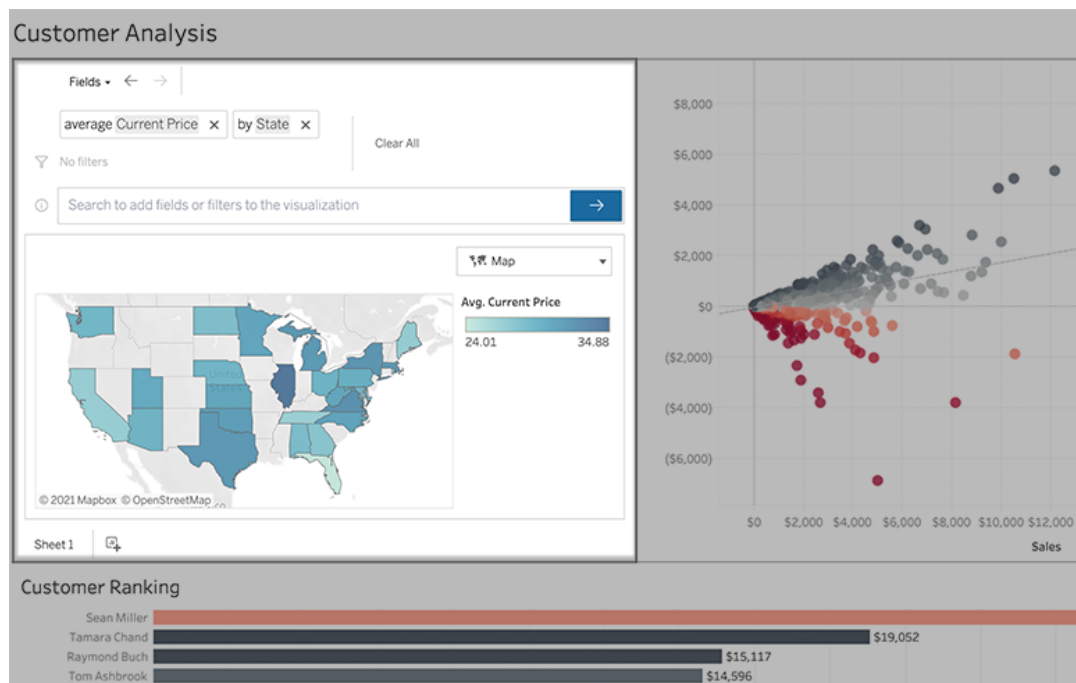 Customer Analysis
Fields
average Current Price × by State ×
Clear All
No filters
Search to add fields or filters to the visualization
Map
Avg. Current Price
24.01 34.88
United
States
© 2021 Mapbox © OpenStreetMap
Sheet 1
$8,000
$6,000
$4,000
$2,000
$0
($2,000)
($4,000)
($6,000)
$0 $2,000 $4,000 $6,000 $8,000 $10,000 $12,000
Sales
Customer Ranking
Sean Miller
Tamara Chand $19,052
Raymond Buch $15,117
Tom Ashbrook $14,596